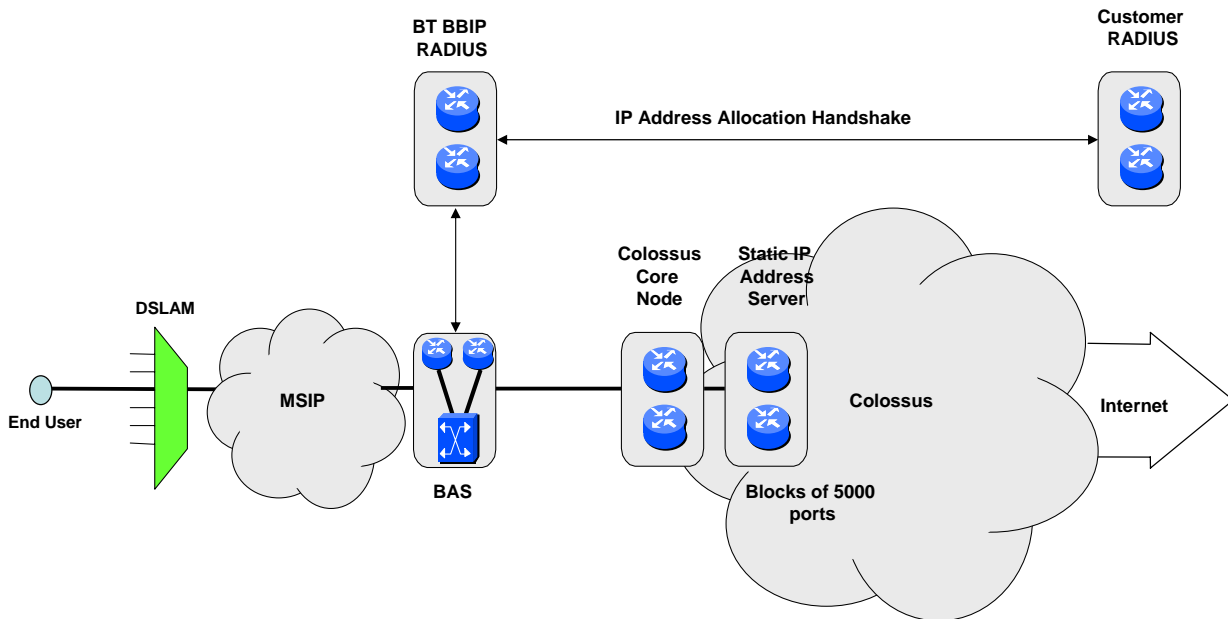 BT BBIP
RADIUS
Customer
RADIUS
IP Address Allocation Handshake
Colossus
Core
Node
Static IP
Address
Server
DSLAM
End User
MSIP
BAS
Colossus
Internet
Blocks of 5000
ports